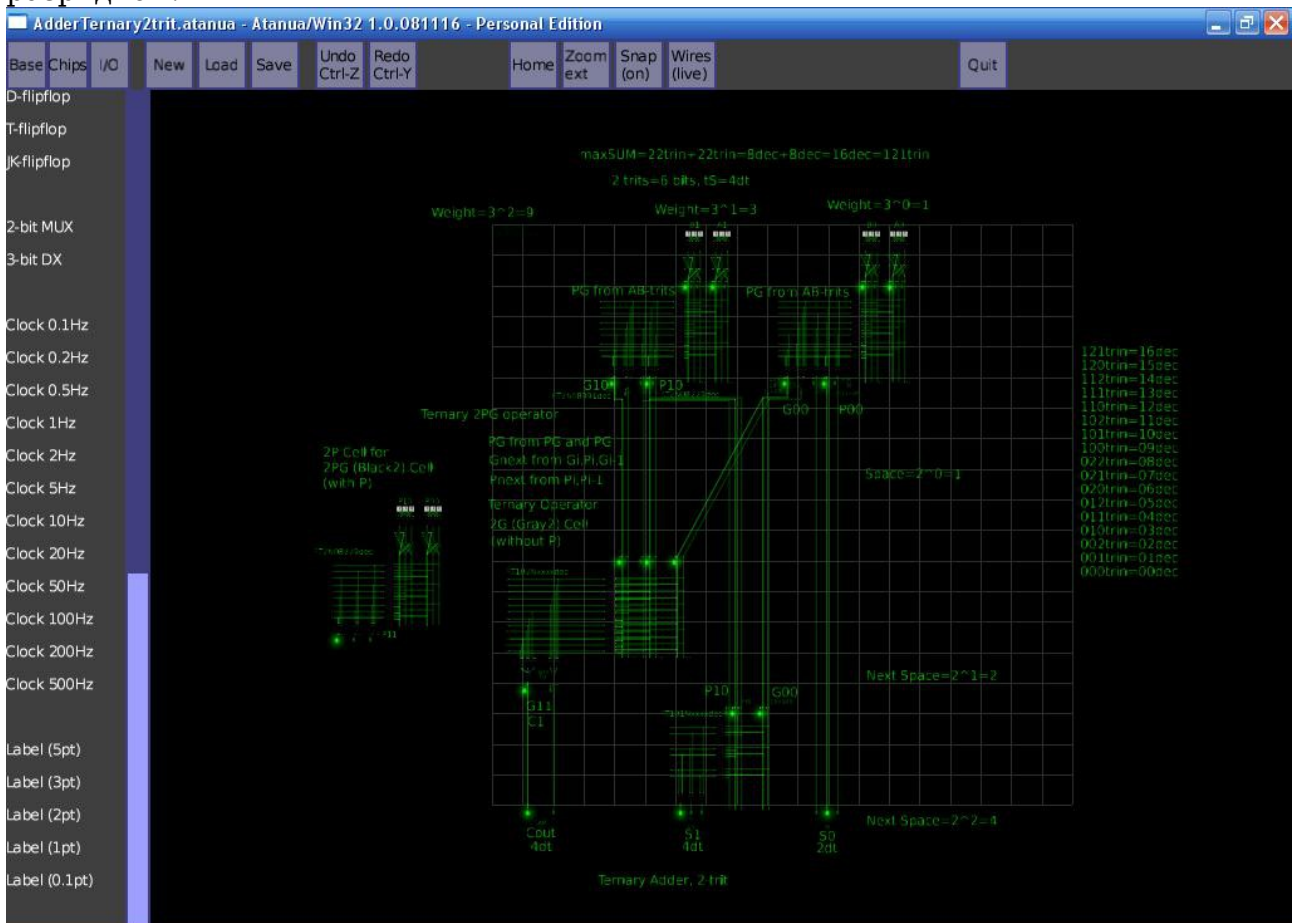 AdderTernary2trit.atanua - Atanua/Win32 1.0.081116 - Personal Edition
Base Chips I/O New Load Save Undo Ctrl-Z Redo Ctrl-Y Home Zoom ext Snap (on) Wires (live) Quit
D-flipflop
T-flipflop
JK-flipflop
2-bit MUX
3-bit DX
Clock 0.1Hz
Clock 0.2Hz
Clock 0.5Hz
Clock 1Hz
Clock 2Hz
Clock 5Hz
Clock 10Hz
Clock 20Hz
Clock 50Hz
Clock 100Hz
Clock 200Hz
Clock 500Hz
Label (5pt)
Label (3pt)
Label (2pt)
Label (1pt)
Label (0.1pt)
maxSUM=22trin+22trin=8dec+8dec=16dec=121trin
2 trits=6 bits, tS=4dt
Weight=3^2=9
Weight=3^1=3
Weight=3^0=1
PG from AB-trits
PG from AB-trits
G10
P10
G00
P00
Ternary 2PG operator
PG from PG and PG
Gnext from Gi,Pi,Gi-1
Pnext from Pi,Pi-1
Ternary Operator
2G (Gray2) Cell
(without P)
2P Cell for
2PG (Black2) Cell
(with P)
P11
Space=2^0=1
121trin=16dec
120trin=15dec
112trin=14dec
111trin=13dec
110trin=12dec
102trin=11dec
101trin=10dec
100trin=09dec
022trin=08dec
021trin=07dec
020trin=06dec
012trin=05dec
011trin=04dec
010trin=03dec
002trin=02dec
001trin=01dec
000trin=00dec
Next Space=2^1=2
P10
G00
G11
C1
Next Space=2^2=4
Cout
4dt
S1
4dt
S0
2dt
Ternary Adder, 2-trit